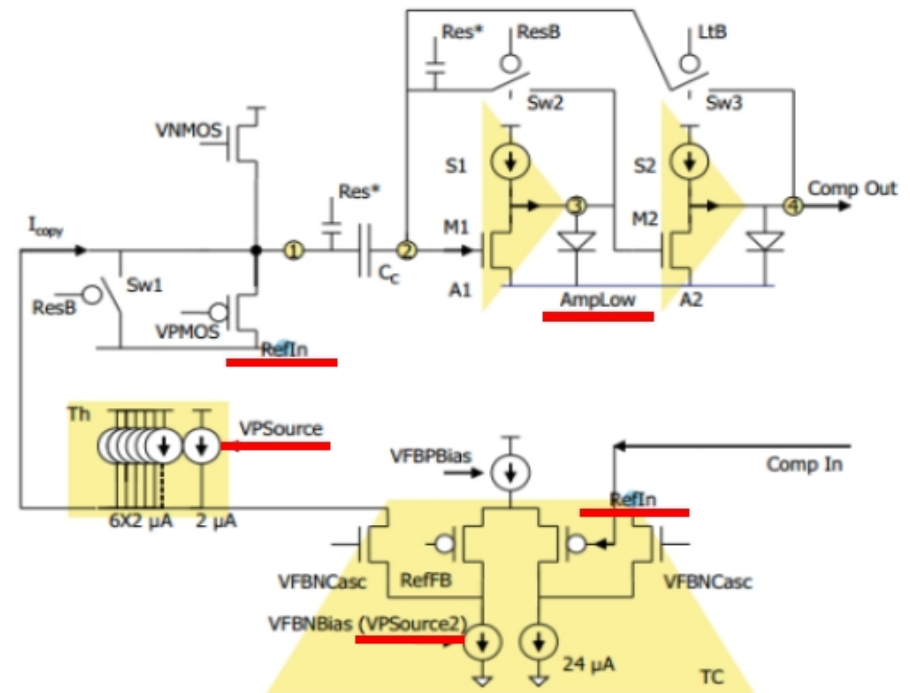 Res*
ResB
LtB
Sw2
Sw3
VNMOS
S1
S2
Res*
3
4
Comp Out
Icopy
M1
M2
1
2
Cc
Sw1
A1
AmpLow
A2
ResB
VPMOS
RefIn
Th
VPSource
VFBPBias
Comp In
RefIn
6X2 µA
2 µA
VFBNCasc
RefFB
VFBNCasc
VFBNBias (VPSource2)
24 µA
TC